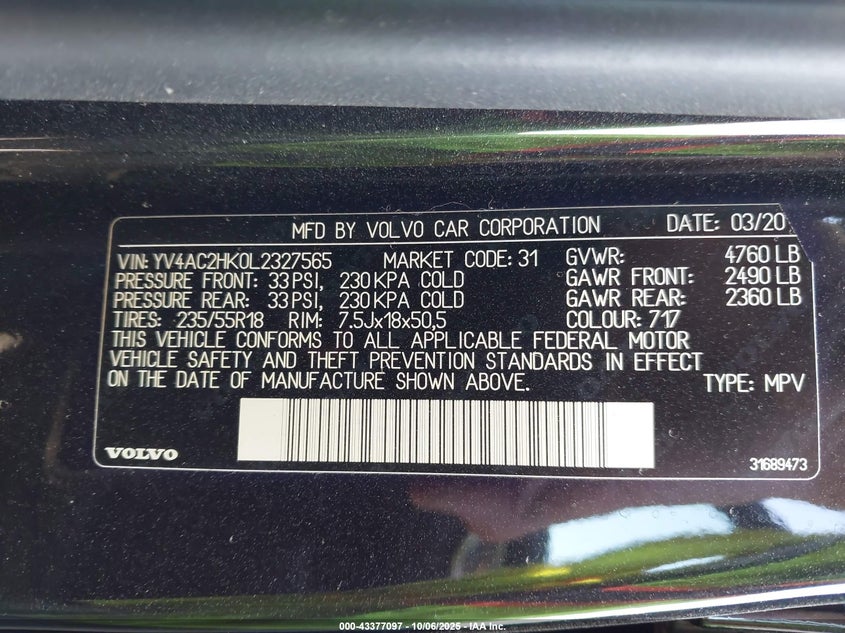 MFD BY VOLVO CAR CORPORATION DATE: 03/20
VIN: YV4AC2HK0L2327565 MARKET CODE: 31 GVWR: 4760 LB
PRESSURE FRONT: 33 PSI, 230 KPA COLD GAWR FRONT: 2490 LB
PRESSURE REAR: 33 PSI, 230 KPA COLD GAWR REAR: 2360 LB
TIRES: 235/55R18 RIM: 7.5Jx18x50,5 COLOUR: 717
THIS VEHICLE CONFORMS TO ALL APPLICABLE FEDERAL MOTOR
VEHICLE SAFETY AND THEFT PREVENTION STANDARDS IN EFFECT
ON THE DATE OF MANUFACTURE SHOWN ABOVE. TYPE: MPV
VOLVO 31689473
000-43377097 - 10/06/2025 - IAA Inc.